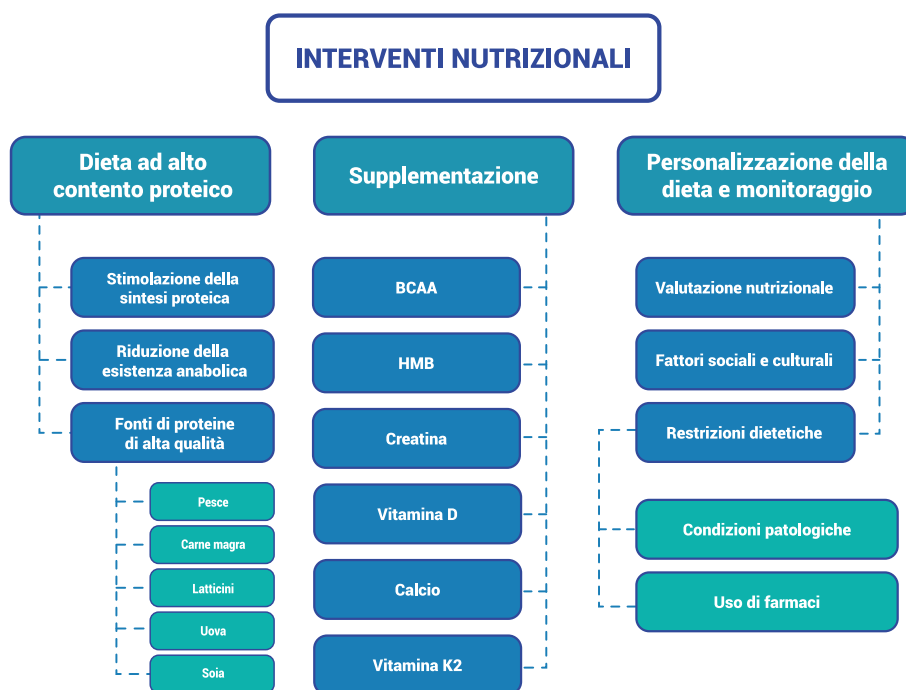 INTERVENTI NUTRIZIONALI
Dieta ad alto
contento proteico
Stimolazione della
sintesi proteica
Riduzione della
esistenza anabolica
Fonti di proteine
di alta qualità
Pesce
Carne magra
Latticini
Uova
Soia
Supplementazione
BCAA
HMB
Creatina
Vitamina D
Calcio
Vitamina K2
Personalizzazione della
dieta e monitoraggio
Valutazione nutrizionale
Fattori sociali e culturali
Restrizioni dietetiche
Condizioni patologiche
Uso di farmaci